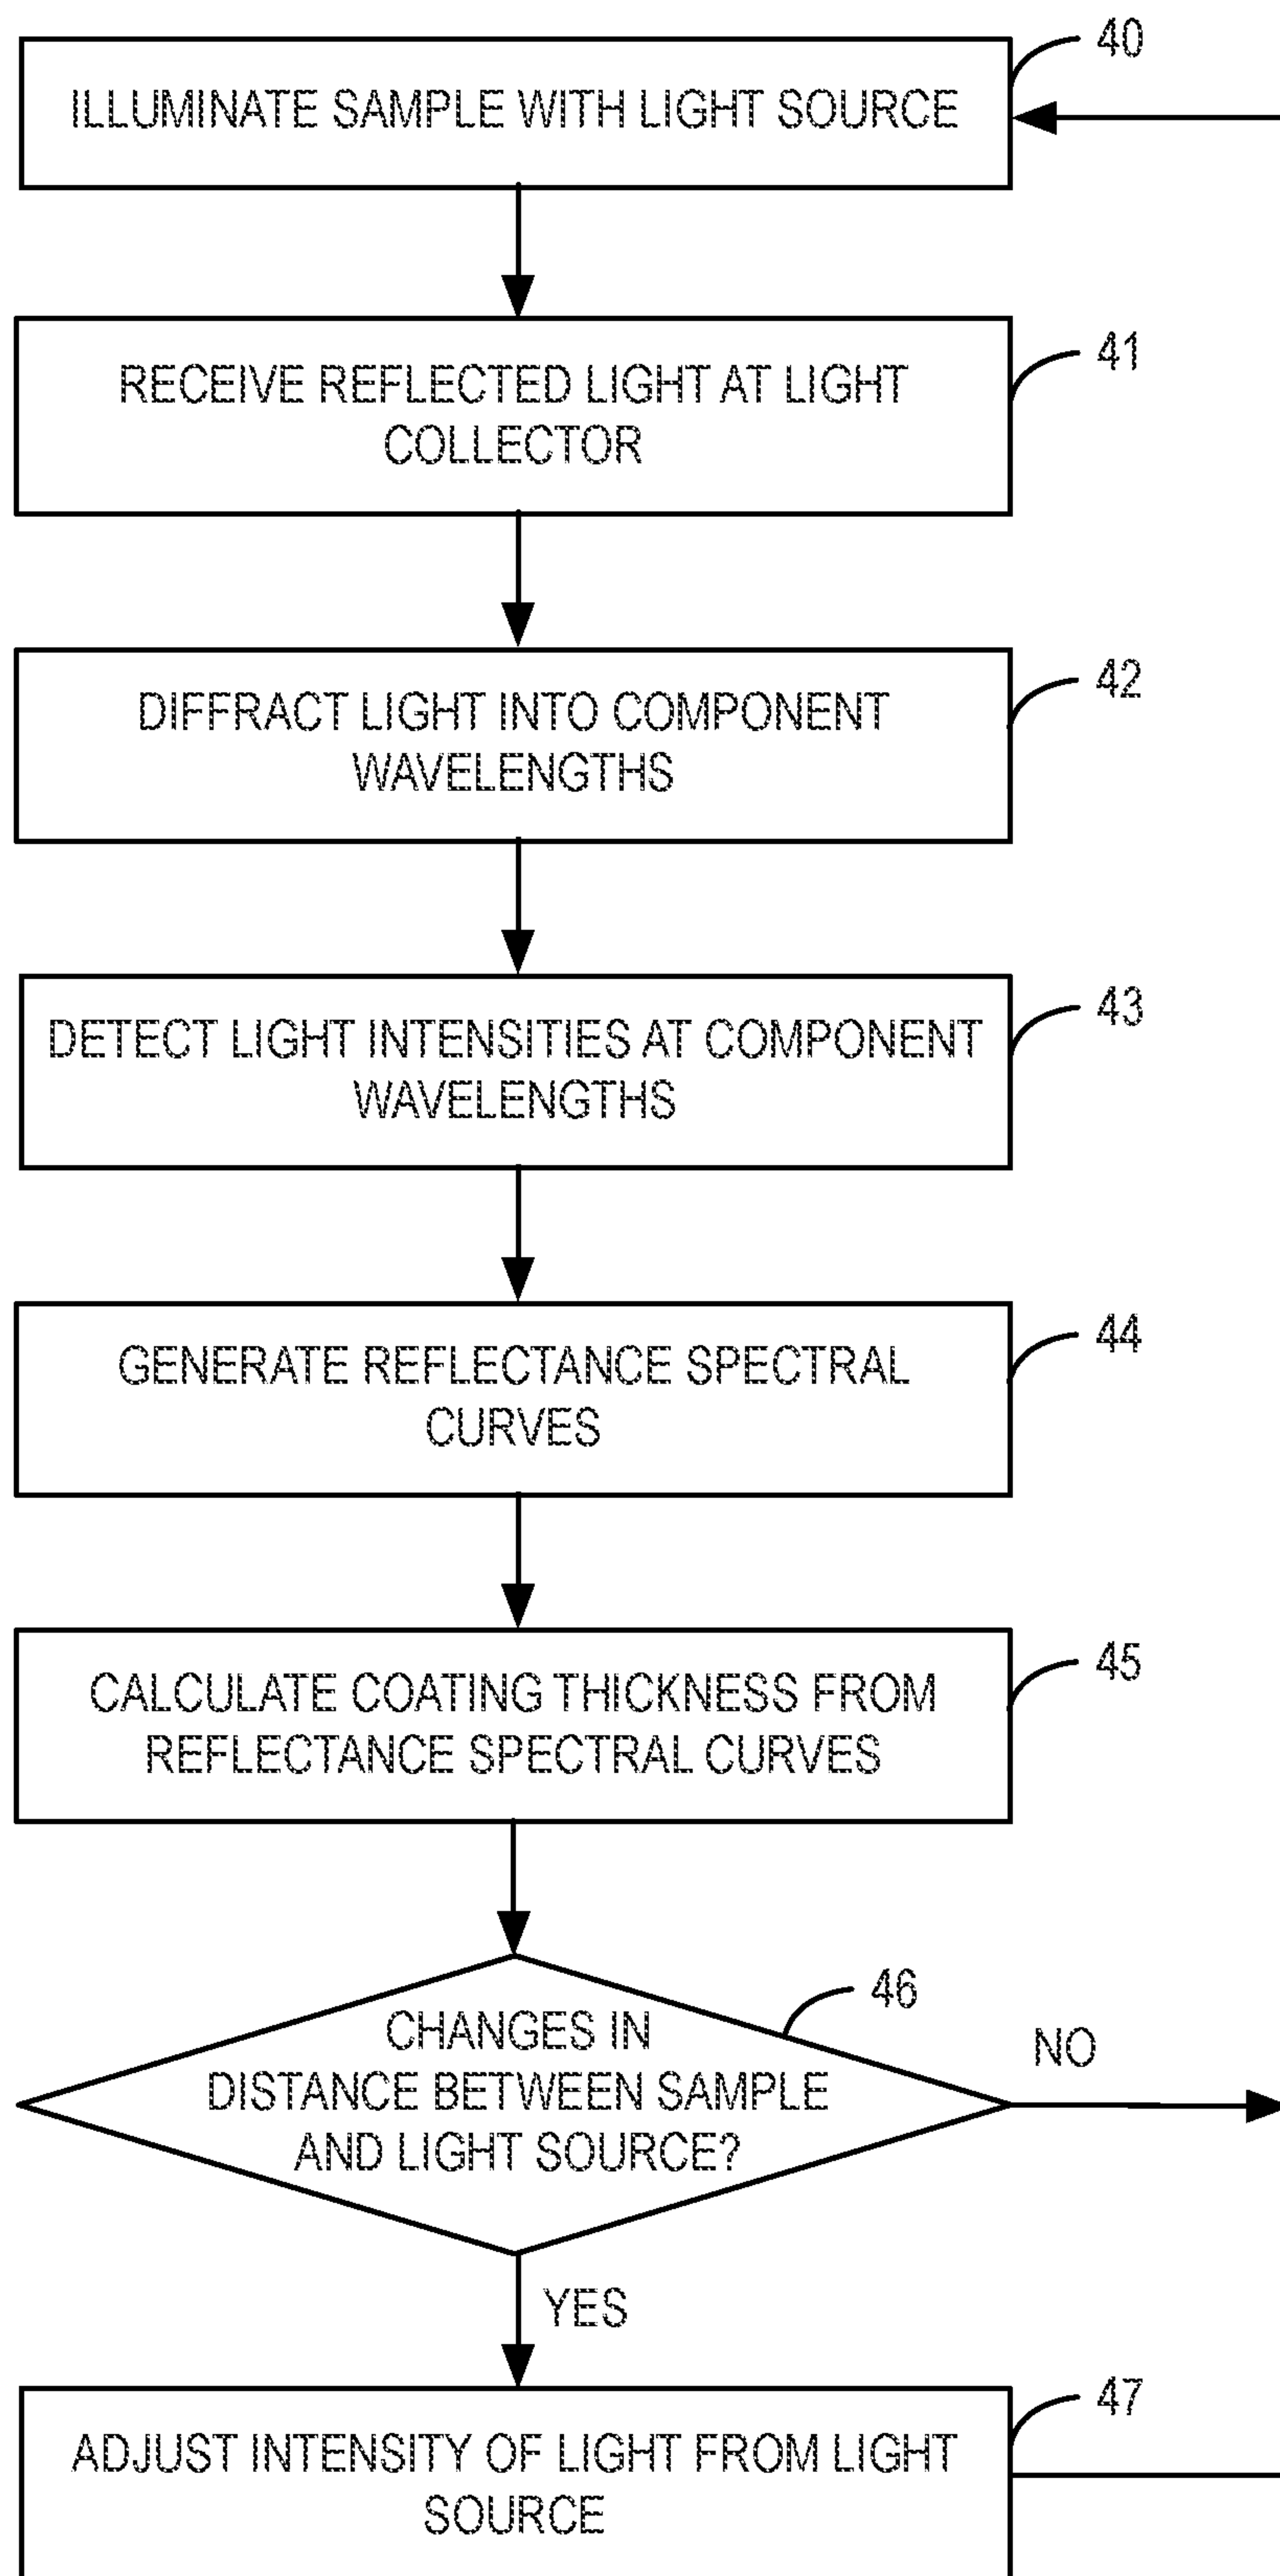 ILLUMINATE SAMPLE WITH LIGHT SOURCE
40
RECEIVE REFLECTED LIGHT AT LIGHT
COLLECTOR
41
DIFFRACT LIGHT INTO COMPONENT
WAVELENGTHS
42
DETECT LIGHT INTENSITIES AT COMPONENT
WAVELENGTHS
43
GENERATE REFLECTANCE SPECTRAL
CURVES
44
CALCULATE COATING THICKNESS FROM
REFLECTANCE SPECTRAL CURVES
45
CHANGES IN
DISTANCE BETWEEN SAMPLE
AND LIGHT SOURCE?
46
NO
YES
ADJUST INTENSITY OF LIGHT FROM LIGHT
SOURCE
47